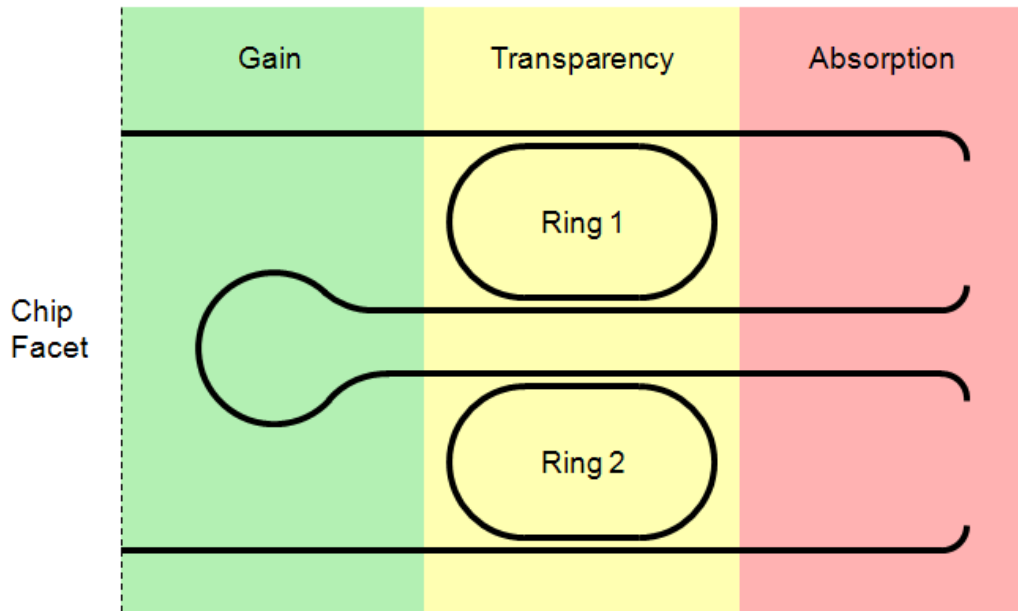 Gain
Transparency
Absorption
Ring 1
Chip
Facet
Ring 2